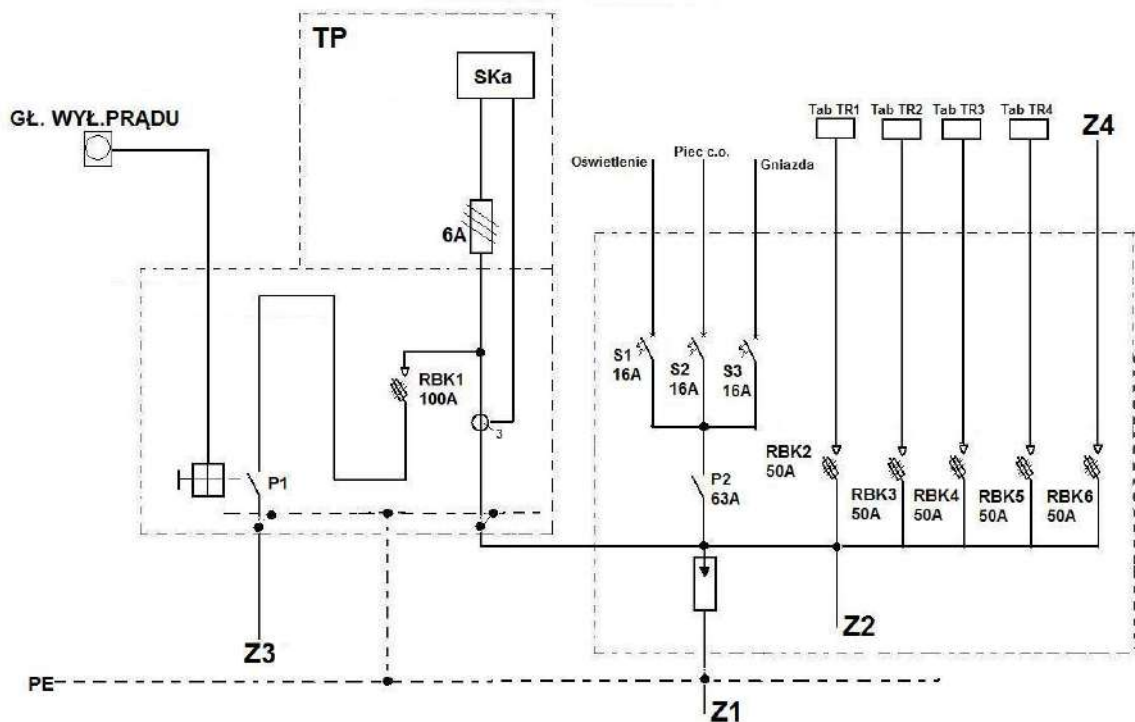 TP
SKa
GŁ. WYŁ.PRĄDU
6A
Tab TR1
Tab TR2
Tab TR3
Tab TR4
Z4
Oświetlenie
Piec c.o.
Gniazda
RBK1
100A
3
P1
S1
16A
S2
16A
S3
16A
P2
63A
RBK2
50A
RBK3
50A
RBK4
50A
RBK5
50A
RBK6
50A
Z3
Z2
PE
Z1